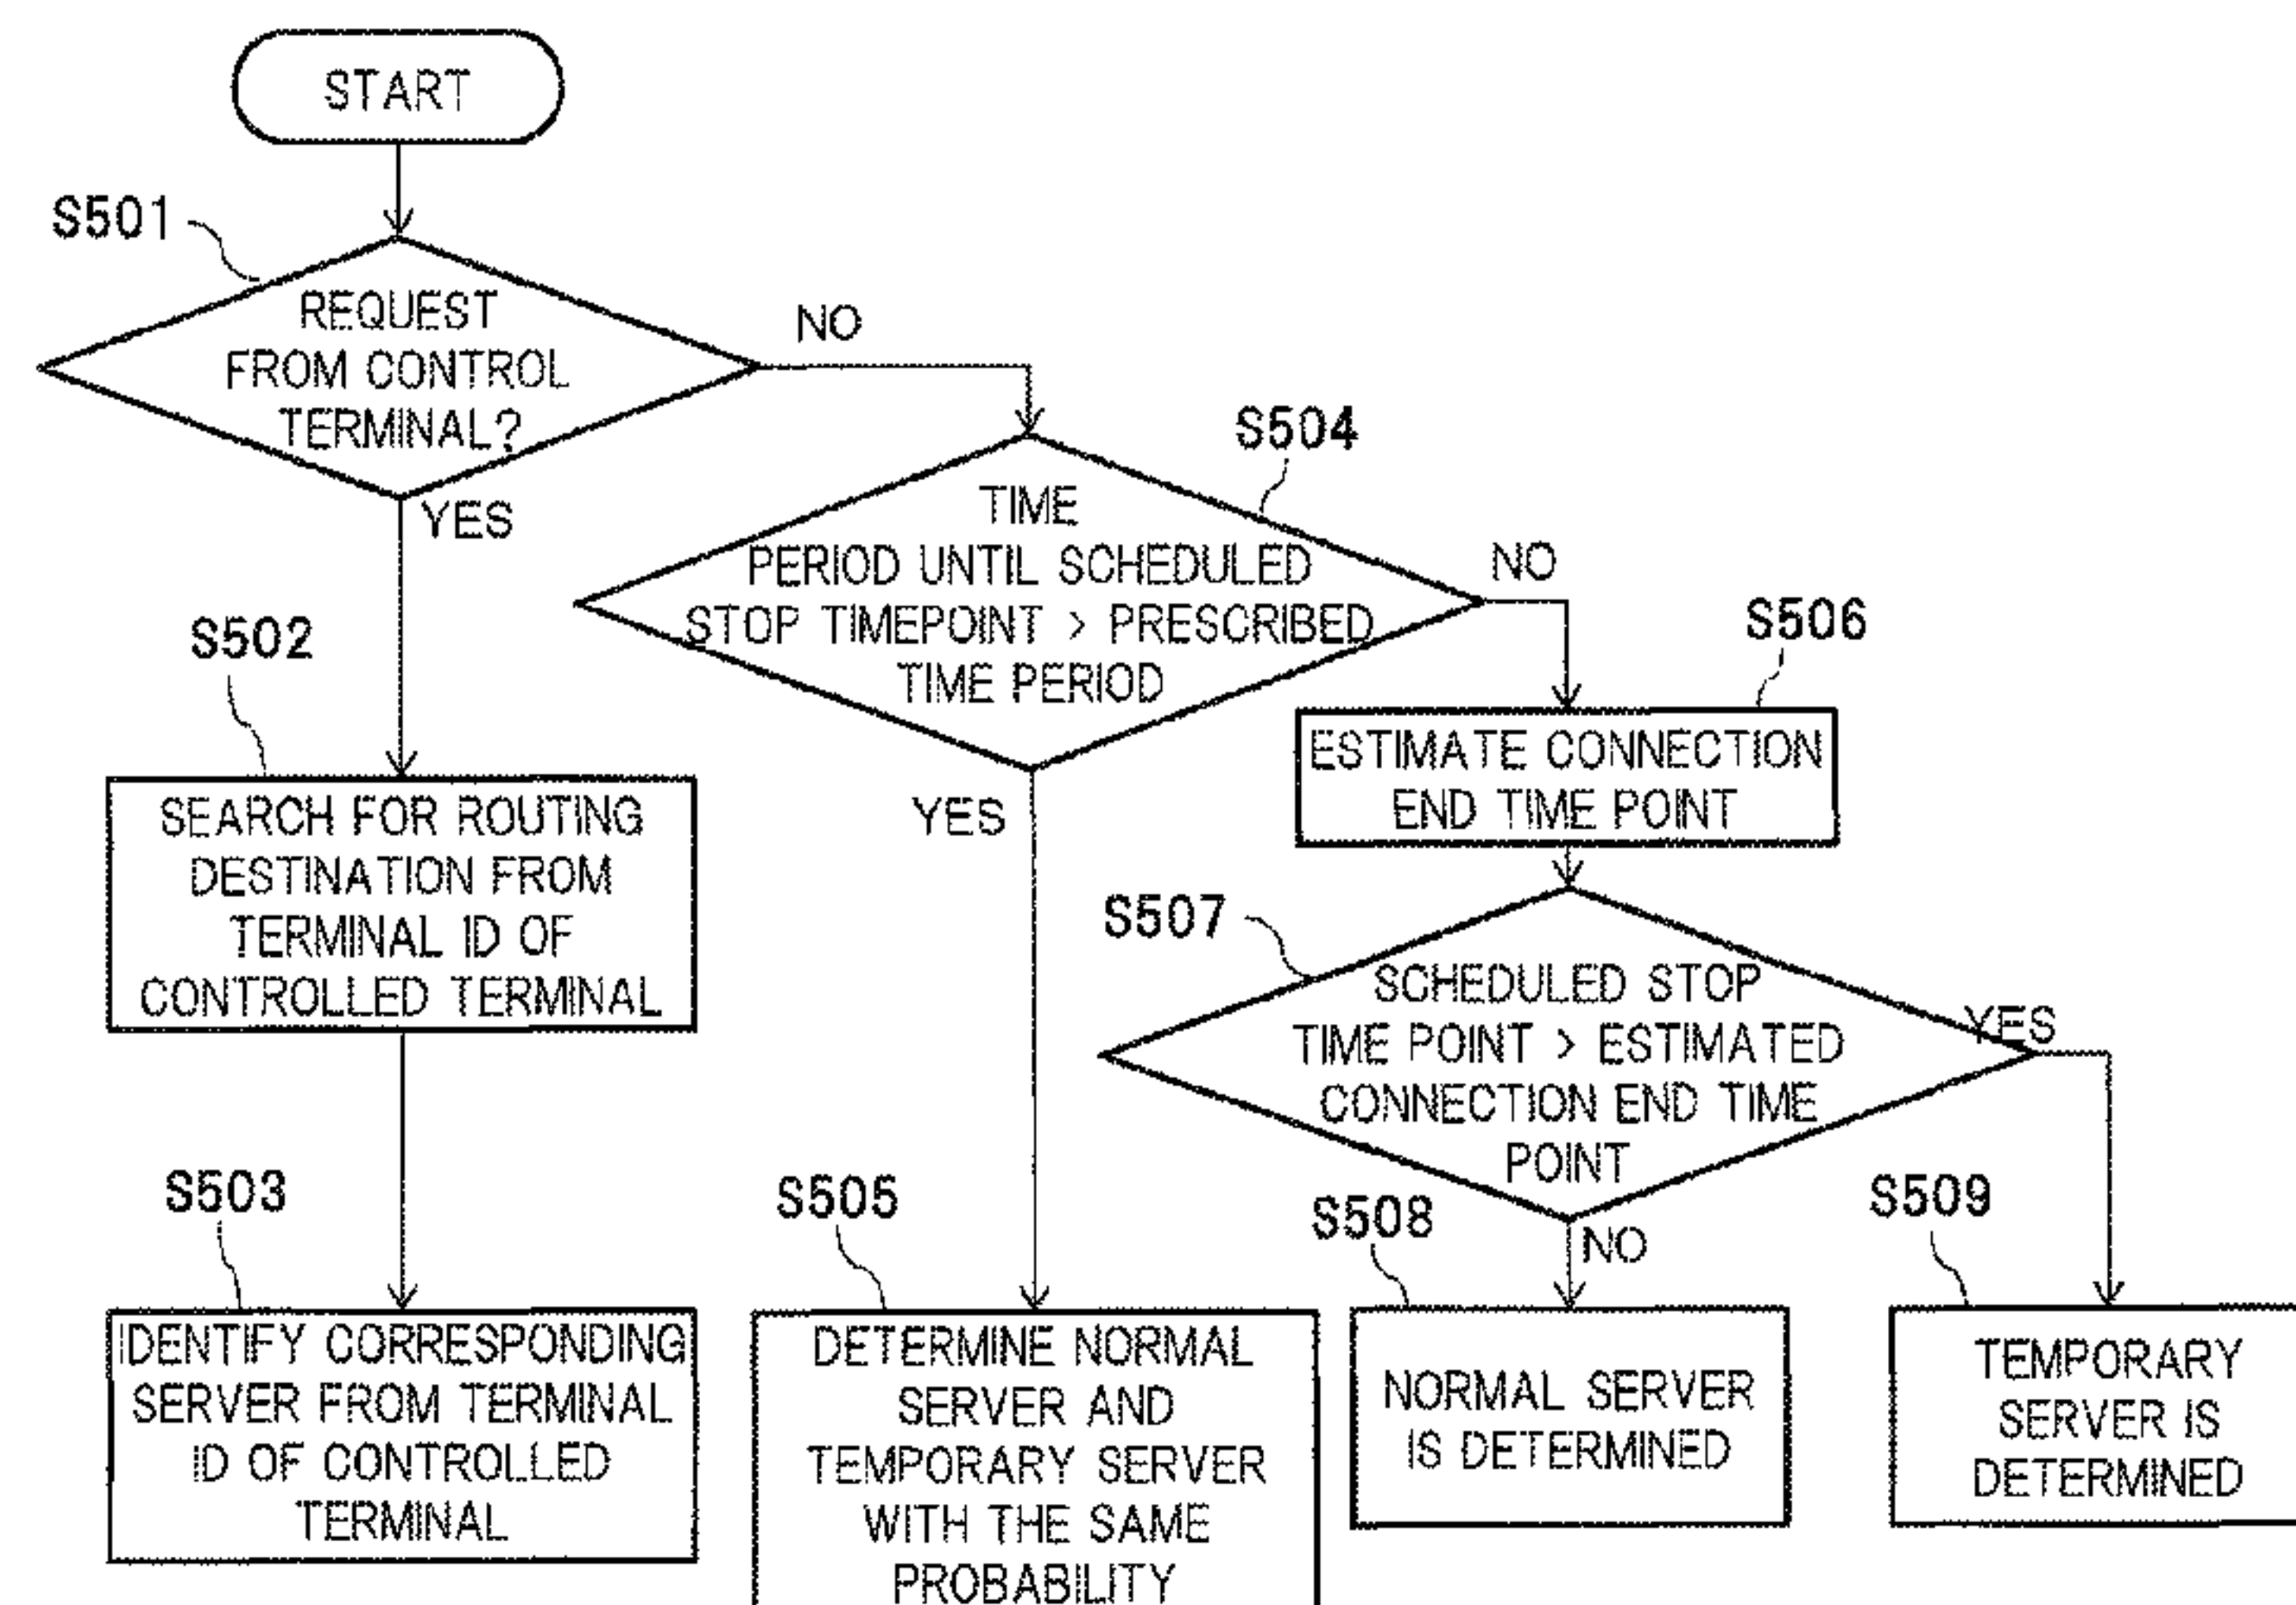 START
S501
REQUEST
FROM CONTROL
TERMINAL?
NO
YES
S504
TIME
PERIOD UNTIL SCHEDULED
STOP TIMEPOINT > PRESCRIBED
TIME PERIOD
NO
YES
S502
SEARCH FOR ROUTING
DESTINATION FROM
TERMINAL ID OF
CONTROLLED TERMINAL
S506
ESTIMATE CONNECTION
END TIME POINT
S507
SCHEDULED STOP
TIME POINT > ESTIMATED
CONNECTION END TIME
POINT
YES
NO
S503
IDENTIFY CORRESPONDING
SERVER FROM TERMINAL
ID OF CONTROLLED
TERMINAL
S505
DETERMINE NORMAL
SERVER AND
TEMPORARY SERVER
WITH THE SAME
PROBABILITY
S508
NORMAL SERVER
IS DETERMINED
S509
TEMPORARY
SERVER IS
DETERMINED